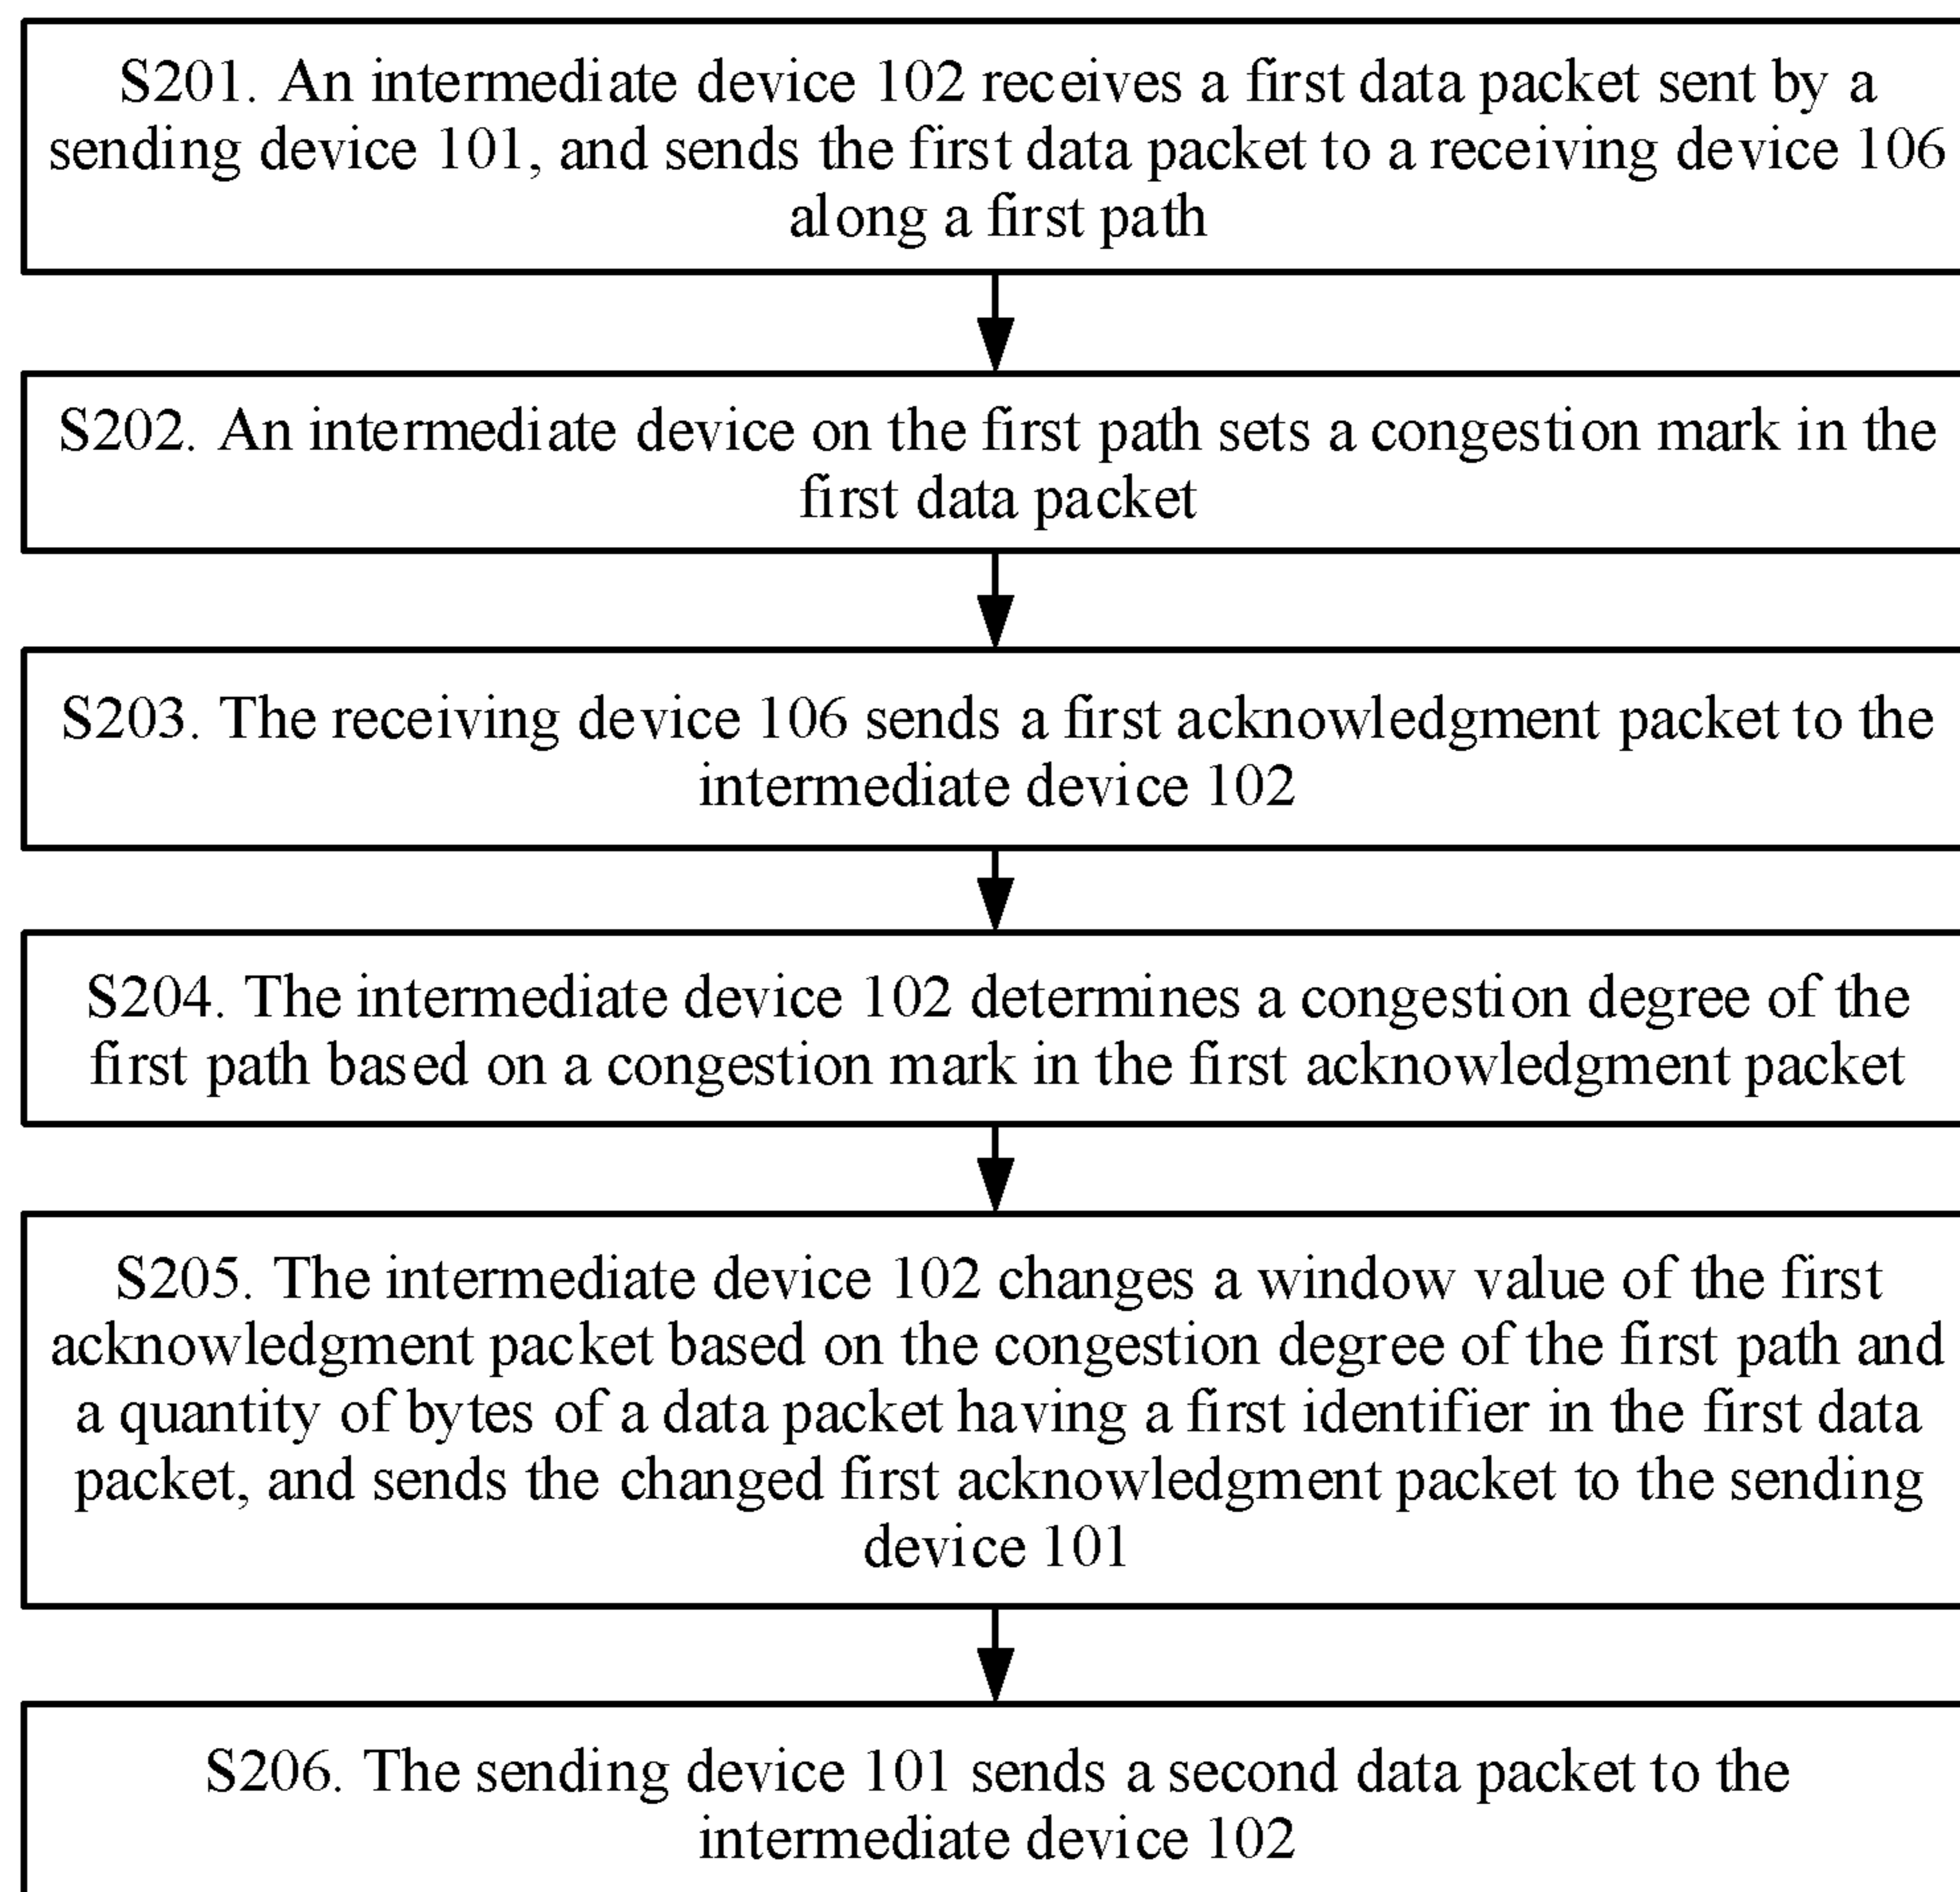 S201. An intermediate device 102 receives a first data packet sent by a
sending device 101, and sends the first data packet to a receiving device 106
along a first path
S202. An intermediate device on the first path sets a congestion mark in the
first data packet
S203. The receiving device 106 sends a first acknowledgment packet to the
intermediate device 102
S204. The intermediate device 102 determines a congestion degree of the
first path based on a congestion mark in the first acknowledgment packet
S205. The intermediate device 102 changes a window value of the first
acknowledgment packet based on the congestion degree of the first path and
a quantity of bytes of a data packet having a first identifier in the first data
packet, and sends the changed first acknowledgment packet to the sending
device 101
S206. The sending device 101 sends a second data packet to the
intermediate device 102